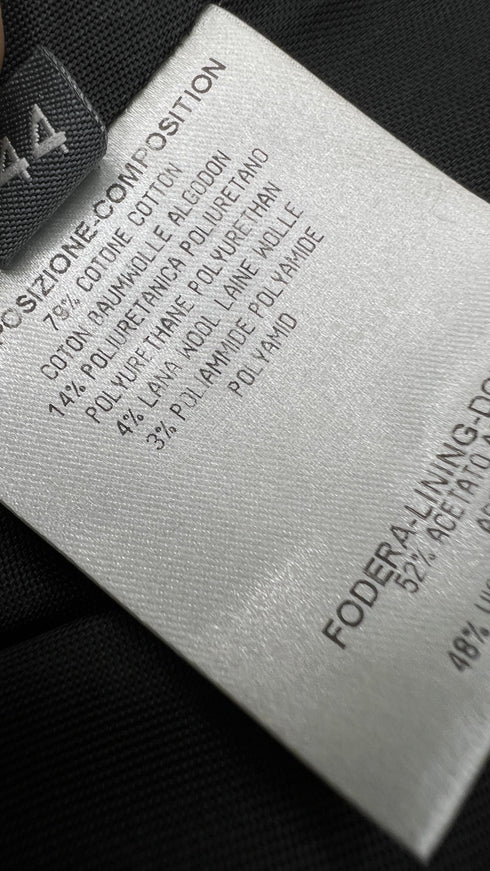 44
POSIZIONE-COMPOSITION
79% COTONE COTTON
COTON BAUMWOLLE ALGODON
14% POLIURETANICA POLIURETANO
POLYURETHANE POLYURETHAN
4% LANA WOOL LAINE WOLLE
3% POLIAMMIDE POLYAMIDE
POLYAMID
FODERA-LINING-DO
52% ACETATO A
48%